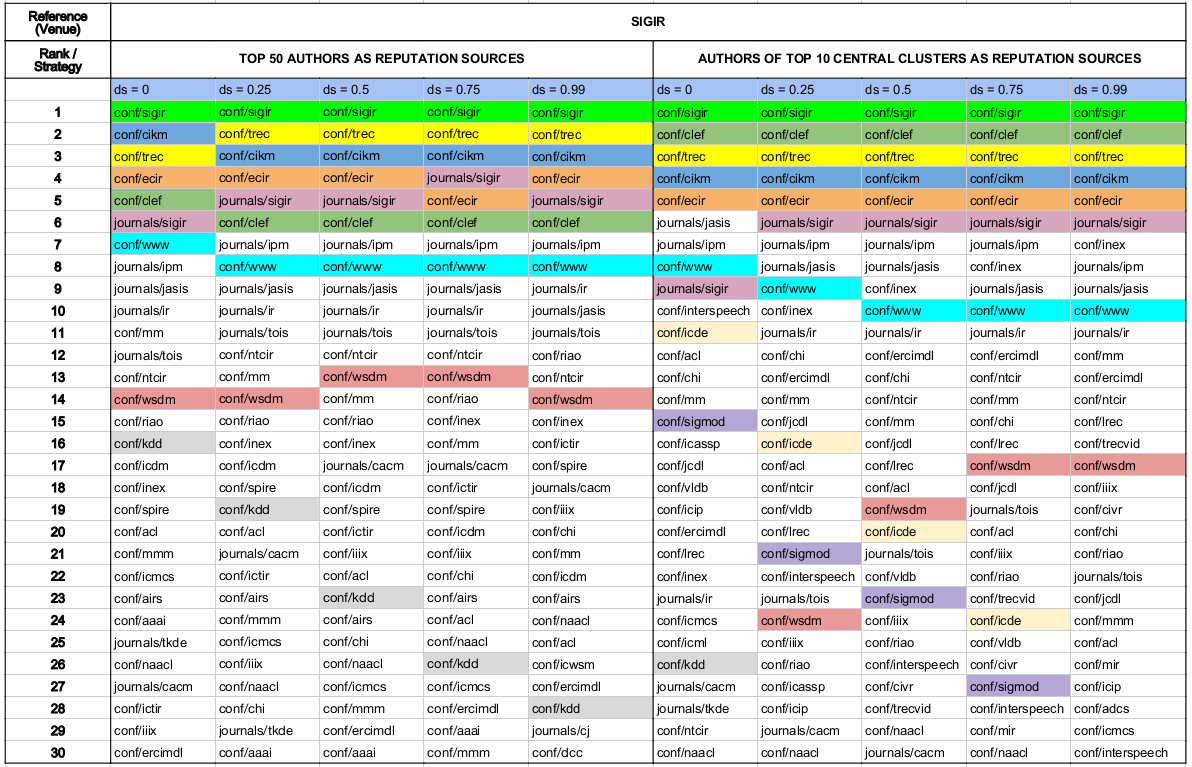 Reference (Venue) SIGIR
Rank / Strategy TOP 50 AUTHORS AS REPUTATION SOURCES AUTHORS OF TOP 10 CENTRAL CLUSTERS AS REPUTATION SOURCES
ds = 0 ds = 0.25 ds = 0.5 ds = 0.75 ds = 0.99 ds = 0 ds = 0.25 ds = 0.5 ds = 0.75 ds = 0.99
1 conf/sigir conf/sigir conf/sigir conf/sigir conf/sigir conf/sigir conf/sigir conf/sigir conf/sigir conf/sigir
2 conf/cikm conf/trec conf/trec conf/trec conf/trec conf/clef conf/clef conf/clef conf/clef conf/clef
3 conf/trec conf/cikm conf/cikm conf/cikm conf/cikm conf/trec conf/trec conf/trec conf/trec conf/trec
4 conf/ecir conf/ecir conf/ecir journals/sigir conf/ecir conf/cikm conf/cikm conf/cikm conf/cikm conf/cikm
5 conf/clef journals/sigir journals/sigir conf/ecir journals/sigir conf/ecir conf/ecir conf/ecir conf/ecir conf/ecir
6 journals/sigir conf/clef conf/clef conf/clef conf/clef journals/jasis journals/sigir journals/sigir journals/sigir journals/sigir
7 conf/www journals/ipm journals/ipm journals/ipm journals/ipm journals/ipm journals/ipm journals/ipm journals/ipm conf/inex
8 journals/ipm conf/www conf/www conf/www conf/www conf/www journals/jasis journals/jasis conf/inex journals/ipm
9 journals/jasis journals/jasis journals/jasis journals/jasis journals/ir journals/sigir conf/www conf/inex journals/jasis journals/jasis
10 journals/ir journals/ir journals/ir journals/ir journals/jasis conf/interspeech conf/inex conf/www conf/www conf/www
11 conf/mm journals/tois journals/tois journals/tois journals/tois conf/icde journals/ir journals/ir journals/ir journals/ir
12 journals/tois conf/ntcir conf/ntcir conf/ntcir conf/riao conf/acl conf/chi conf/ercimdl conf/ercimdl conf/mm
13 conf/ntcir conf/mm conf/wsdm conf/wsdm conf/ntcir conf/chi conf/ercimdl conf/chi conf/ntcir conf/ercimdl
14 conf/wsdm conf/wsdm conf/mm conf/riao conf/wsdm conf/mm conf/mm conf/ntcir conf/mm conf/ntcir
15 conf/riao conf/riao conf/riao conf/inex conf/inex conf/sigmod conf/jcdl conf/mm conf/chi conf/lrec
16 conf/kdd conf/inex conf/inex conf/mm conf/ictir conf/icassp conf/icde conf/jcdl conf/lrec conf/trecvid
17 conf/icdm conf/icdm journals/cacm journals/cacm conf/spire conf/jcdl conf/acl conf/lrec conf/wsdm conf/wsdm
18 conf/inex conf/spire conf/icdm conf/ictir journals/cacm conf/vldb conf/ntcir conf/acl conf/jcdl conf/iiix
19 conf/spire conf/kdd conf/spire conf/spire conf/iiix conf/icip conf/vldb conf/wsdm journals/tois conf/civr
20 conf/acl conf/acl conf/ictir conf/icdm conf/chi conf/ercimdl conf/lrec conf/icde conf/acl conf/chi
21 conf/mmm journals/cacm conf/iiix conf/iiix conf/mm conf/lrec conf/sigmod journals/tois conf/iiix conf/riao
22 conf/icmcs conf/ictir conf/acl conf/chi conf/icdm conf/inex conf/interspeech conf/vldb conf/riao journals/tois
23 conf/airs conf/airs conf/kdd conf/airs conf/airs journals/ir journals/tois conf/sigmod conf/trecvid conf/jcdl
24 conf/aaai conf/mmm conf/airs conf/acl conf/naacl conf/icmcs conf/wsdm conf/iiix conf/icde conf/mmm
25 journals/tkde conf/icmcs conf/chi conf/naacl conf/acl conf/icml conf/iiix conf/riao conf/vldb conf/acl
26 conf/naacl conf/iiix conf/naacl conf/kdd conf/icwsm conf/kdd conf/riao conf/interspeech conf/civr conf/mir
27 journals/cacm conf/naacl conf/icmcs conf/icmcs conf/ercimdl journals/cacm conf/icassp conf/civr conf/sigmod conf/icip
28 conf/ictir conf/chi conf/mmm conf/ercimdl conf/kdd journals/tkde conf/icip conf/trecvid conf/interspeech conf/adcs
29 conf/iiix journals/tkde conf/ercimdl conf/aaai journals/cj conf/ntcir journals/cacm conf/naacl conf/mir conf/icmcs
30 conf/ercimdl conf/aaai conf/aaai conf/mmm conf/dcc conf/naacl conf/naacl journals/cacm conf/naacl conf/interspeech